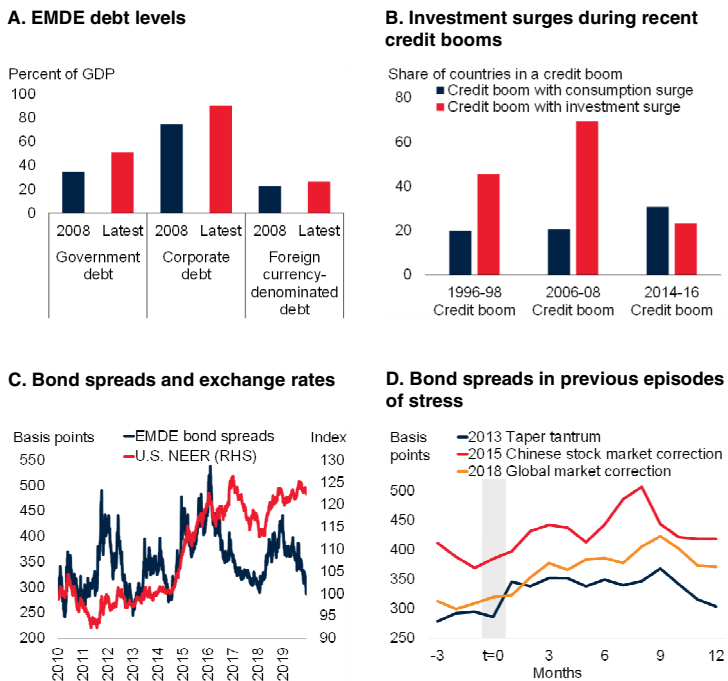 A. EMDE debt levels
Percent of GDP
100
80
60
40
20
0
2008 Latest 2008 Latest 2008 Latest
Government debt
Corporate debt
Foreign currency-denominated debt
B. Investment surges during recent
credit booms
Share of countries in a credit boom
Credit boom with consumption surge
Credit boom with investment surge
80
60
40
20
0
1996-98 2006-08 2014-16
Credit boom Credit boom Credit boom
C. Bond spreads and exchange rates
Basis points
Index
EMDE bond spreads
U.S. NEER (RHS)
550
500
450
400
350
300
250
200
130
125
120
115
110
105
100
95
90
2010 2011 2012 2013 2014 2015 2016 2017 2018 2019
D. Bond spreads in previous episodes
of stress
Basis
points
2013 Taper tantrum
2015 Chinese stock market correction
2018 Global market correction
500
450
400
350
300
250
-3 t=0 3 6 9 12
Months